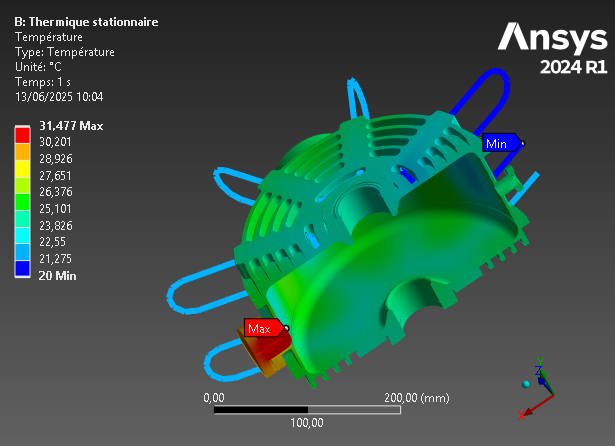 B: Thermique stationnaire
Température
Type: Température
Unité: °C
Temps: 1 s
13/06/2025 10:04
Ansys
2024 R1
31,477 Max
30,201
28,926
27,651
26,376
25,101
23,826
22,55
21,275
20 Min
Min
Max
0,00
200,00 (mm)
100,00
Y
Z